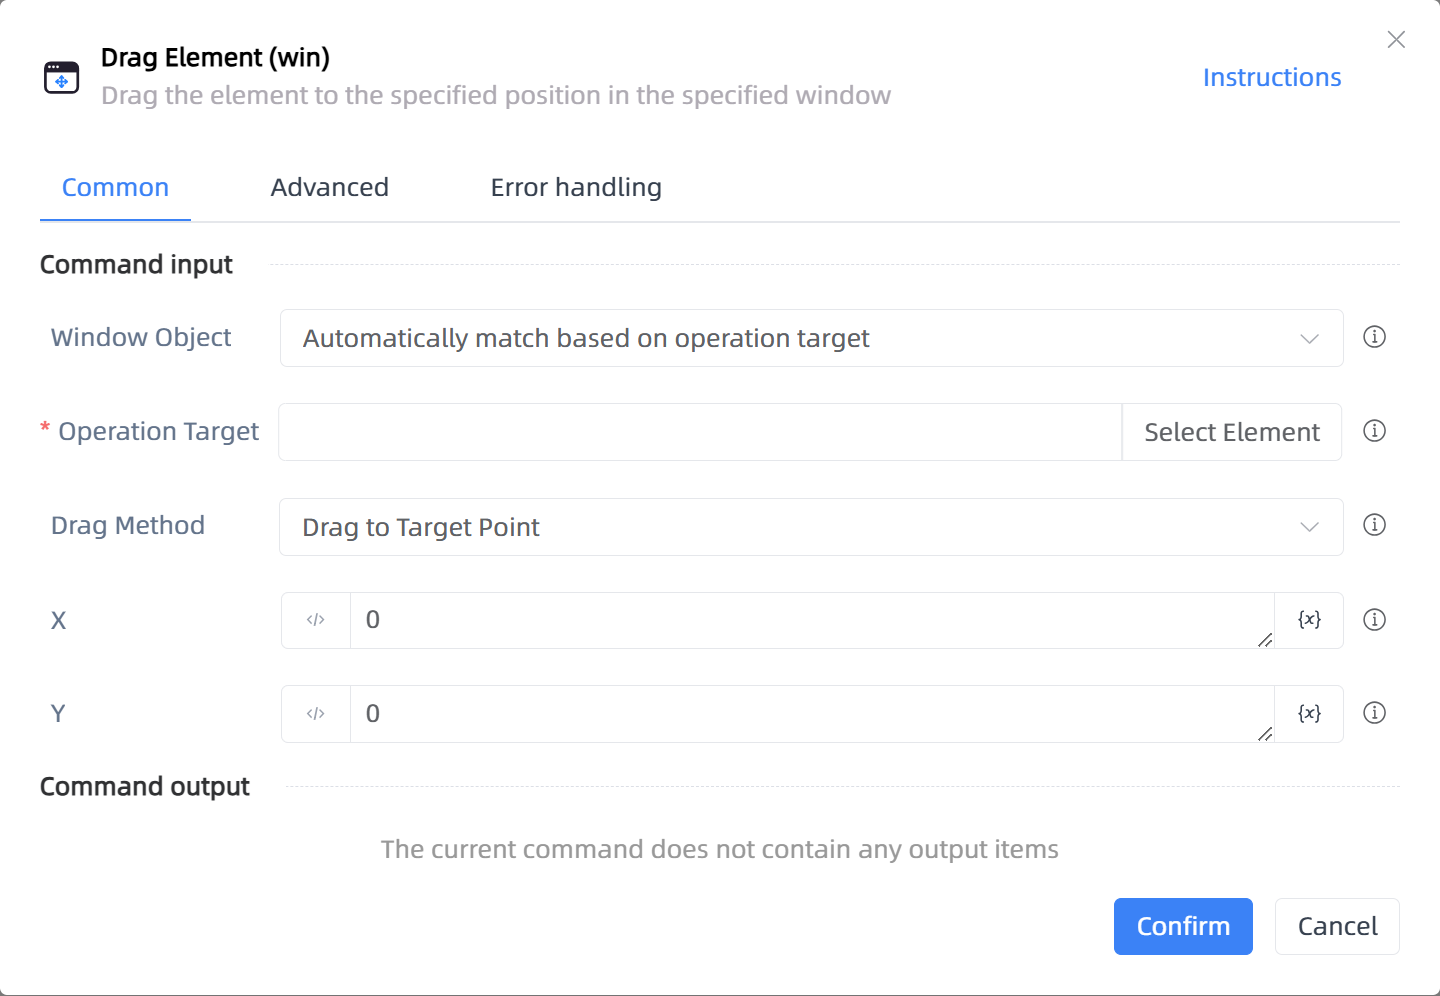 Drag Element (win)
Drag the element to the specified position in the specified window
Instructions
Common
Advanced
Error handling
Command input
Window Object
Automatically match based on operation target
* Operation Target
Select Element
Drag Method
Drag to Target Point
X
</>
0
{x}
Y
</>
0
{x}
Command output
The current command does not contain any output items
Confirm
Cancel